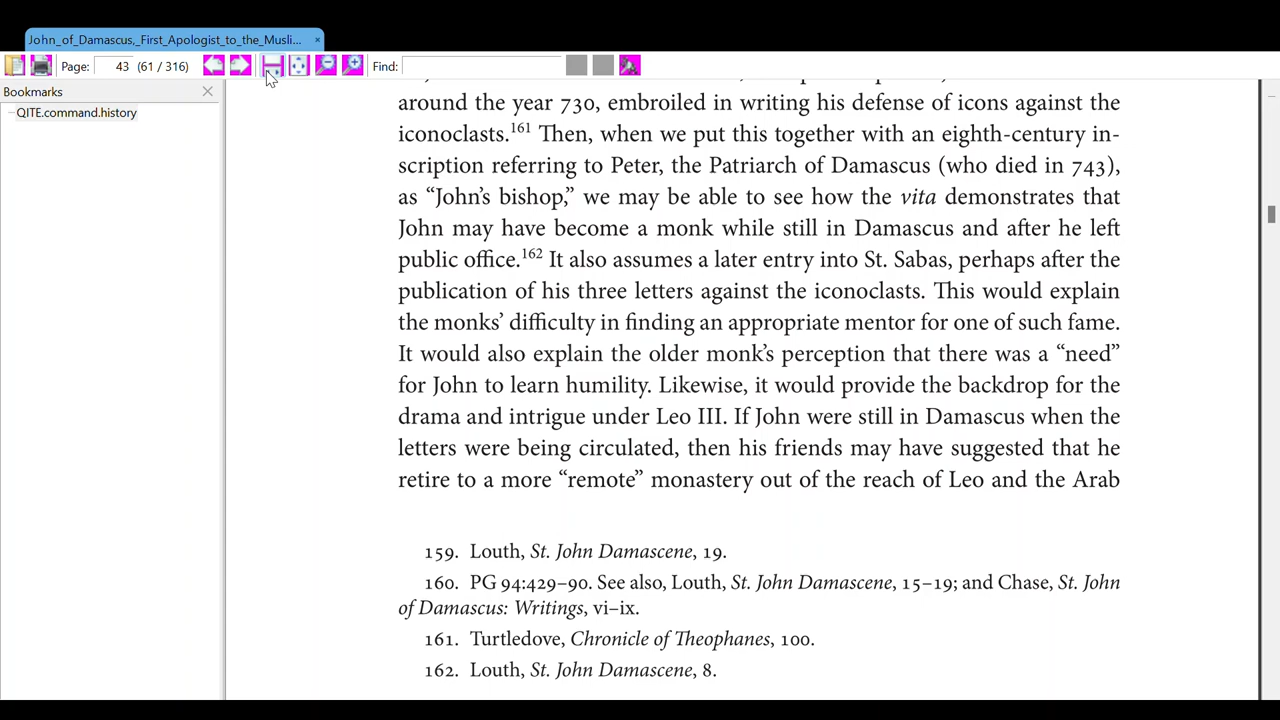 John_of_Damascus,_First_Apologist_to_the_Musli... ×
Page: 43 (61 / 316) Find:
Bookmarks
QITE.command.history
around the year 730, embroiled in writing his defense of icons against the
iconoclasts.161 Then, when we put this together with an eighth-century in-
scription referring to Peter, the Patriarch of Damascus (who died in 743),
as “John’s bishop,” we may be able to see how the vita demonstrates that
John may have become a monk while still in Damascus and after he left
public office.162 It also assumes a later entry into St. Sabas, perhaps after the
publication of his three letters against the iconoclasts. This would explain
the monks’ difficulty in finding an appropriate mentor for one of such fame.
It would also explain the older monk’s perception that there was a “need”
for John to learn humility. Likewise, it would provide the backdrop for the
drama and intrigue under Leo III. If John were still in Damascus when the
letters were being circulated, then his friends may have suggested that he
retire to a more “remote” monastery out of the reach of Leo and the Arab
159. Louth, St. John Damascene, 19.
160. PG 94:429–90. See also, Louth, St. John Damascene, 15–19; and Chase, St. John
of Damascus: Writings, vi–ix.
161. Turtledove, Chronicle of Theophanes, 100.
162. Louth, St. John Damascene, 8.